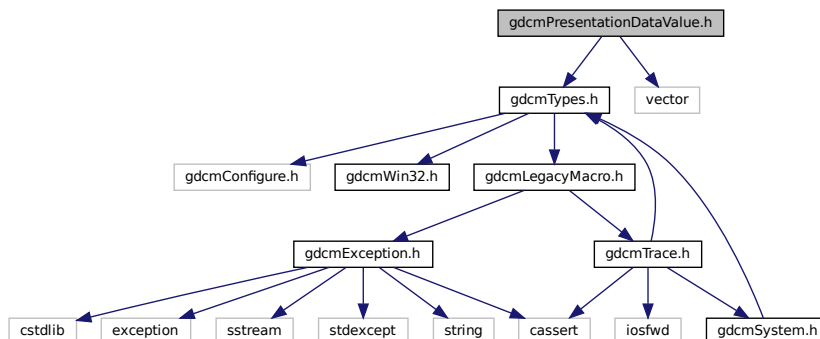 gdcmPresentationDataValue.h
gdcmTypes.h
vector
gdcmConfigure.h
gdcmWin32.h
gdcmLegacyMacro.h
gdcmException.h
gdcmTrace.h
cstdlib
exception
sstream
stdexcept
string
cassert
iosfwd
gdcmSystem.h